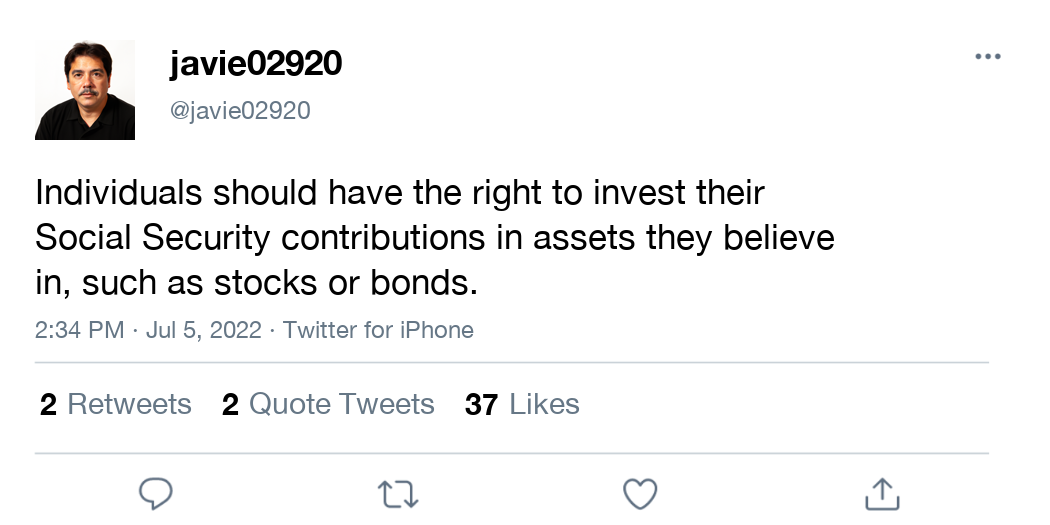 javie02920
@javie02920
Individuals should have the right to invest their
Social Security contributions in assets they believe
in, such as stocks or bonds.
2:34 PM · Jul 5, 2022 · Twitter for iPhone
2 Retweets 2 Quote Tweets 37 Likes